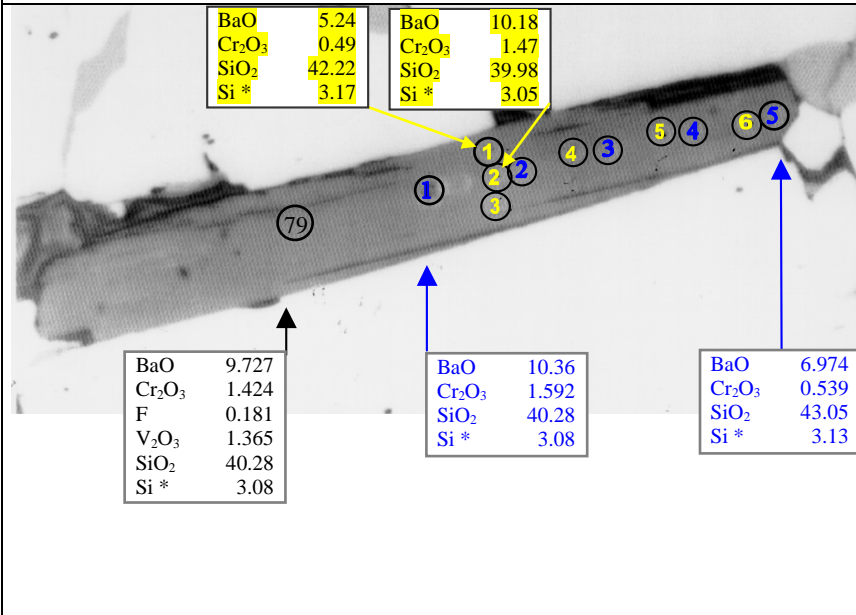 BaO 5.24
Cr₂O₃ 0.49
SiO₂ 42.22
Si * 3.17
BaO 10.18
Cr₂O₃ 1.47
SiO₂ 39.98
Si * 3.05
1
2
3
4
5
6
1
2
3
4
5
79
BaO 9.727
Cr₂O₃ 1.424
F 0.181
V₂O₃ 1.365
SiO₂ 40.28
Si * 3.08
BaO 10.36
Cr₂O₃ 1.592
SiO₂ 40.28
Si * 3.08
BaO 6.974
Cr₂O₃ 0.539
SiO₂ 43.05
Si * 3.13